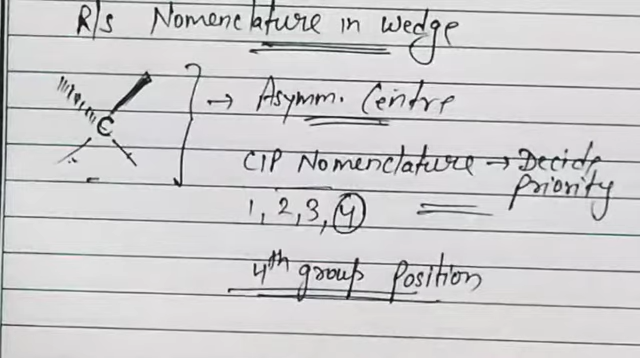 R/s Nomenclature in wedge
C
→ Asymm. Centre
CIP Nomenclature → Decide
priority
1, 2, 3, 4
4th group position